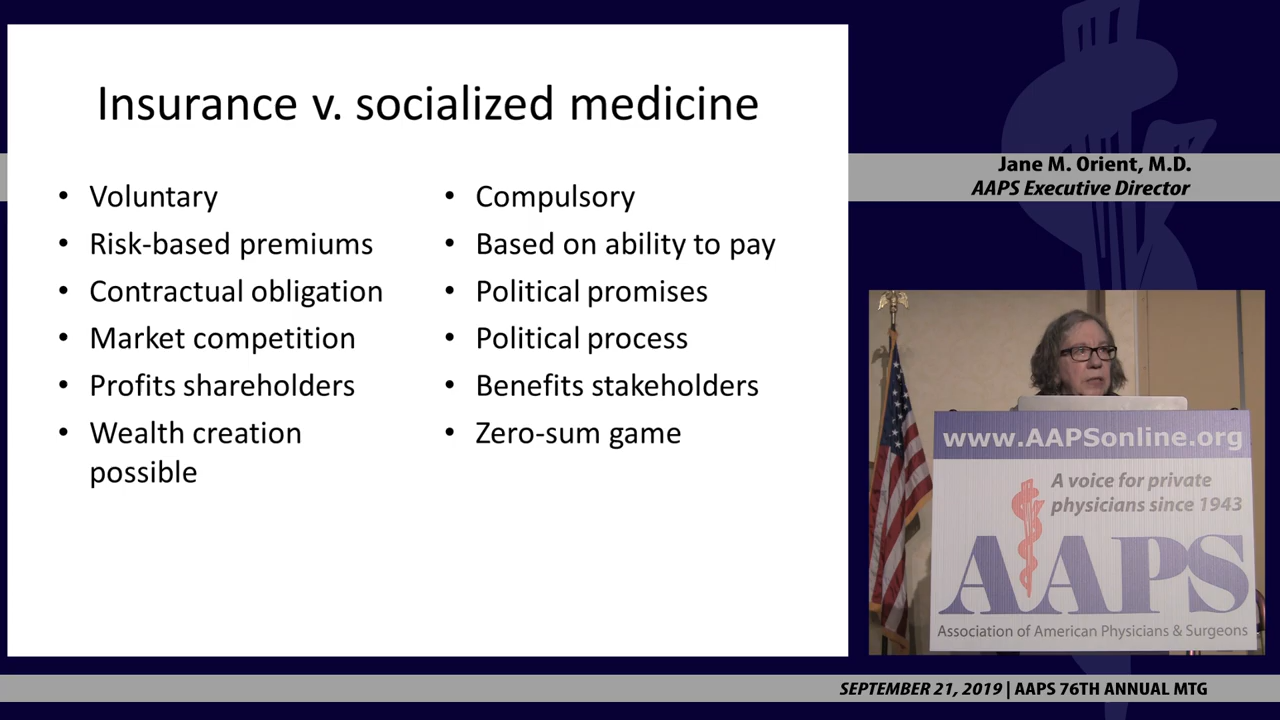 Insurance v. socialized medicine
• Voluntary
• Risk-based premiums
• Contractual obligation
• Market competition
• Profits shareholders
• Wealth creation
possible
• Compulsory
• Based on ability to pay
• Political promises
• Political process
• Benefits stakeholders
• Zero-sum game
Jane M. Orient, M.D.
AAPS Executive Director
www.AAPSonline.org
A voice for private
physicians since 1943
AAPS
Association of American Physicians & Surgeons
SEPTEMBER 21, 2019 | AAPS 76TH ANNUAL MTG